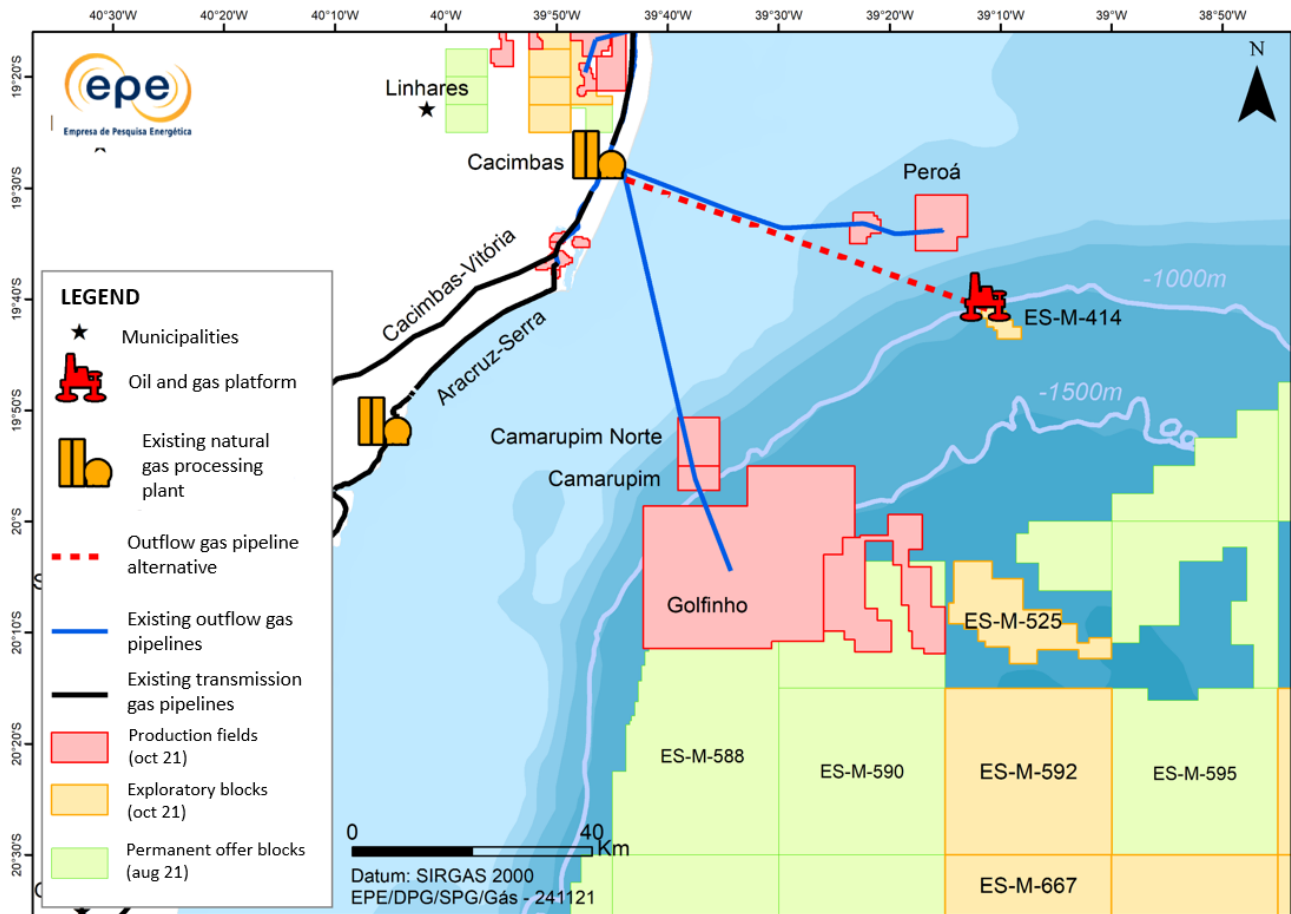 40°30'W 40°20'W 40°10'W 39°50'W 39°40'W 39°30'W 39°20'W 39°10'W 39°0'W 38°50'W
19°20'S
19°30'S
19°40'S
19°50'S
20°0'S
20°10'S
20°20'S
20°30'S
epe
Empresa de Pesquisa Energética
N
Linhares
Cacimbas
Peroá
Cacimbas-Vitória
Aracruz-Serra
-1000m
ES-M-414
-1500m
Camarupim Norte
Camarupim
Golfinho
ES-M-525
ES-M-588
ES-M-590
ES-M-592
ES-M-595
ES-M-667
LEGEND
Municipalities
Oil and gas platform
Existing natural
gas processing
plant
Outflow gas pipeline
alternative
Existing outflow gas
pipelines
Existing transmission
gas pipelines
Production fields
(oct 21)
Exploratory blocks
(oct 21)
Permanent offer blocks
(aug 21)
0 40
Km
Datum: SIRGAS 2000
EPE/DPG/SPG/Gás - 241121